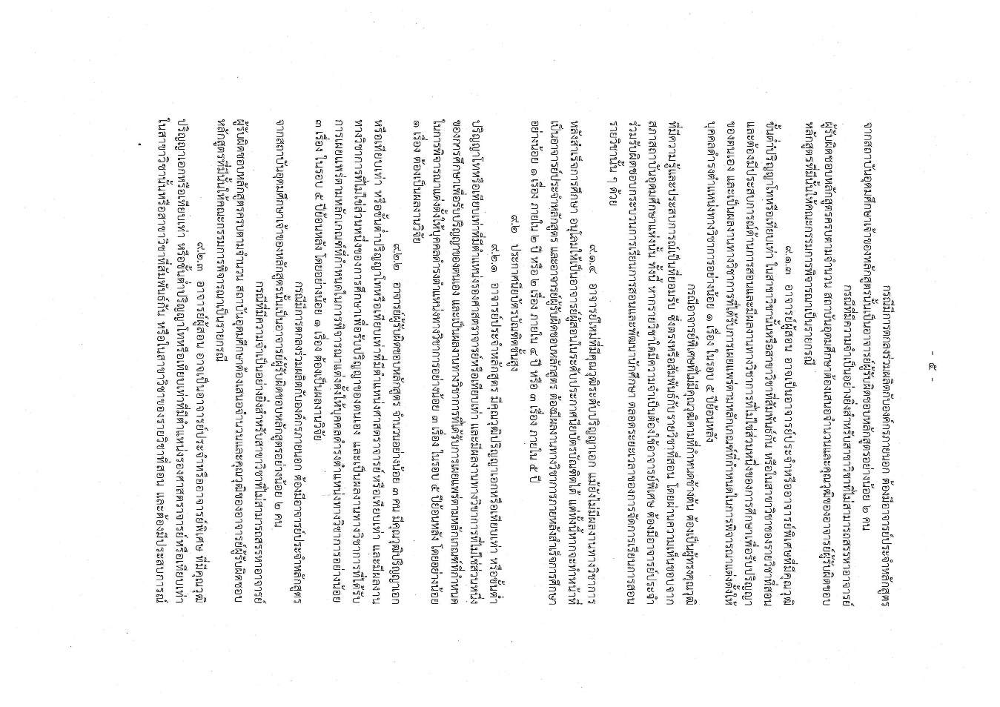 - ๕ -
กรณีมีการตกลงร่วมผลิตกับองค์กรภายนอก ต้องมีอาจารย์ประจำหลักสูตร
จากสถาบันอุดมศึกษาเจ้าของหลักสูตรนั้นเป็นอาจารย์ผู้รับผิดชอบหลักสูตรอย่างน้อย ๒ คน
กรณีที่มีความจำเป็นอย่างยิ่งสำหรับสาขาวิชาที่ไม่สามารถสรรหาอาจารย์
ผู้รับผิดชอบหลักสูตรครบตามจำนวน สถาบันอุดมศึกษาต้องเสนอจำนวนและคุณวุฒิของอาจารย์ผู้รับผิดชอบ
หลักสูตรที่มีนั้นให้คณะกรรมการพิจารณาเป็นรายกรณี
๙.๑.๓ อาจารย์ผู้สอน อาจเป็นอาจารย์ประจำหรืออาจารย์พิเศษที่มีคุณวุฒิ
ขั้นต่ำปริญญาโทหรือเทียบเท่า ในสาขาวิชานั้นหรือสาขาวิชาที่สัมพันธ์กัน หรือในสาขาวิชาของรายวิชาที่สอน
และต้องมีประสบการณ์ด้านการสอนและมีผลงานทางวิชาการที่ไม่ใช่ส่วนหนึ่งของการศึกษาเพื่อรับปริญญา
ของตนเอง และเป็นผลงานทางวิชาการที่ได้รับการเผยแพร่ตามหลักเกณฑ์ที่กำหนดในการพิจารณาแต่งตั้งให้
บุคคลดำรงตำแหน่งทางวิชาการอย่างน้อย ๑ เรื่อง ในรอบ ๕ ปีย้อนหลัง
กรณีอาจารย์พิเศษที่ไม่มีคุณวุฒิตามที่กำหนดข้างต้น ต้องเป็นผู้ทรงคุณวุฒิ
ที่มีความรู้และประสบการณ์เป็นที่ยอมรับ ซึ่งตรงหรือสัมพันธ์กับรายวิชาที่สอน โดยผ่านความเห็นชอบจาก
สภาสถาบันอุดมศึกษาแห่งนั้น ทั้งนี้ หากรายวิชาใดมีความจำเป็นต้องใช้อาจารย์พิเศษ ต้องมีอาจารย์ประจำ
ร่วมรับผิดชอบกระบวนการเรียนการสอนและพัฒนานักศึกษา ตลอดระยะเวลาของการจัดการเรียนการสอน
รายวิชานั้น ๆ ด้วย
๙.๑.๔ อาจารย์ใหม่ที่มีคุณวุฒิระดับปริญญาเอก แม้ยังไม่มีผลงานทางวิชาการ
หลังสำเร็จการศึกษา อนุโลมให้เป็นอาจารย์ผู้สอนในระดับประกาศนียบัตรบัณฑิตได้ แต่ทั้งนี้หากจะทำหน้าที่
เป็นอาจารย์ประจำหลักสูตร และอาจารย์ผู้รับผิดชอบหลักสูตร ต้องมีผลงานทางวิชาการภายหลังสำเร็จการศึกษา
อย่างน้อย ๑ เรื่อง ภายใน ๒ ปี หรือ ๒ เรื่อง ภายใน ๔ ปี หรือ ๓ เรื่อง ภายใน ๕ ปี
๙.๒ ประกาศนียบัตรบัณฑิตชั้นสูง
๙.๒.๑ อาจารย์ประจำหลักสูตร มีคุณวุฒิปริญญาเอกหรือเทียบเท่า หรือขั้นต่ำ
ปริญญาโทหรือเทียบเท่าที่มีตำแหน่งรองศาสตราจารย์หรือเทียบเท่า และมีผลงานทางวิชาการที่ไม่ใช่ส่วนหนึ่ง
ของการศึกษาเพื่อรับปริญญาของตนเอง และเป็นผลงานทางวิชาการที่ได้รับการเผยแพร่ตามหลักเกณฑ์ที่กำหนด
ในการพิจารณาแต่งตั้งให้บุคคลดำรงตำแหน่งทางวิชาการอย่างน้อย ๓ เรื่อง ในรอบ ๕ ปีย้อนหลัง โดยอย่างน้อย
๑ เรื่อง ต้องเป็นผลงานวิจัย
๙.๒.๒ อาจารย์ผู้รับผิดชอบหลักสูตร จำนวนอย่างน้อย ๓ คน มีคุณวุฒิปริญญาเอก
หรือเทียบเท่า หรือขั้นต่ำปริญญาโทหรือเทียบเท่าที่มีตำแหน่งศาสตราจารย์หรือเทียบเท่า และมีผลงาน
ทางวิชาการที่ไม่ใช่ส่วนหนึ่งของการศึกษาเพื่อรับปริญญาของตนเอง และเป็นผลงานทางวิชาการที่ได้รับ
การเผยแพร่ตามหลักเกณฑ์ที่กำหนดในการพิจารณาแต่งตั้งให้บุคคลดำรงตำแหน่งทางวิชาการอย่างน้อย
๓ เรื่อง ในรอบ ๕ ปีย้อนหลัง โดยอย่างน้อย ๑ เรื่อง ต้องเป็นผลงานวิจัย
กรณีมีการตกลงร่วมผลิตกับองค์กรภายนอก ต้องมีอาจารย์ประจำหลักสูตร
จากสถาบันอุดมศึกษาเจ้าของหลักสูตรนั้นเป็นอาจารย์ผู้รับผิดชอบหลักสูตรอย่างน้อย ๒ คน
กรณีที่มีความจำเป็นอย่างยิ่งสำหรับสาขาวิชาที่ไม่สามารถสรรหาอาจารย์
ผู้รับผิดชอบหลักสูตรครบตามจำนวน สถาบันอุดมศึกษาต้องเสนอจำนวนและคุณวุฒิของอาจารย์ผู้รับผิดชอบ
หลักสูตรที่มีนั้นให้คณะกรรมการพิจารณาเป็นรายกรณี
๙.๒.๓ อาจารย์ผู้สอน อาจเป็นอาจารย์ประจำหรืออาจารย์พิเศษ ที่มีคุณวุฒิ
ปริญญาเอกหรือเทียบเท่า หรือขั้นต่ำปริญญาโทหรือเทียบเท่าที่มีตำแหน่งรองศาสตราจารย์หรือเทียบเท่า
ในสาขาวิชานั้นหรือสาขาวิชาที่สัมพันธ์กัน หรือในสาขาวิชาของรายวิชาที่สอน และต้องมีประสบการณ์